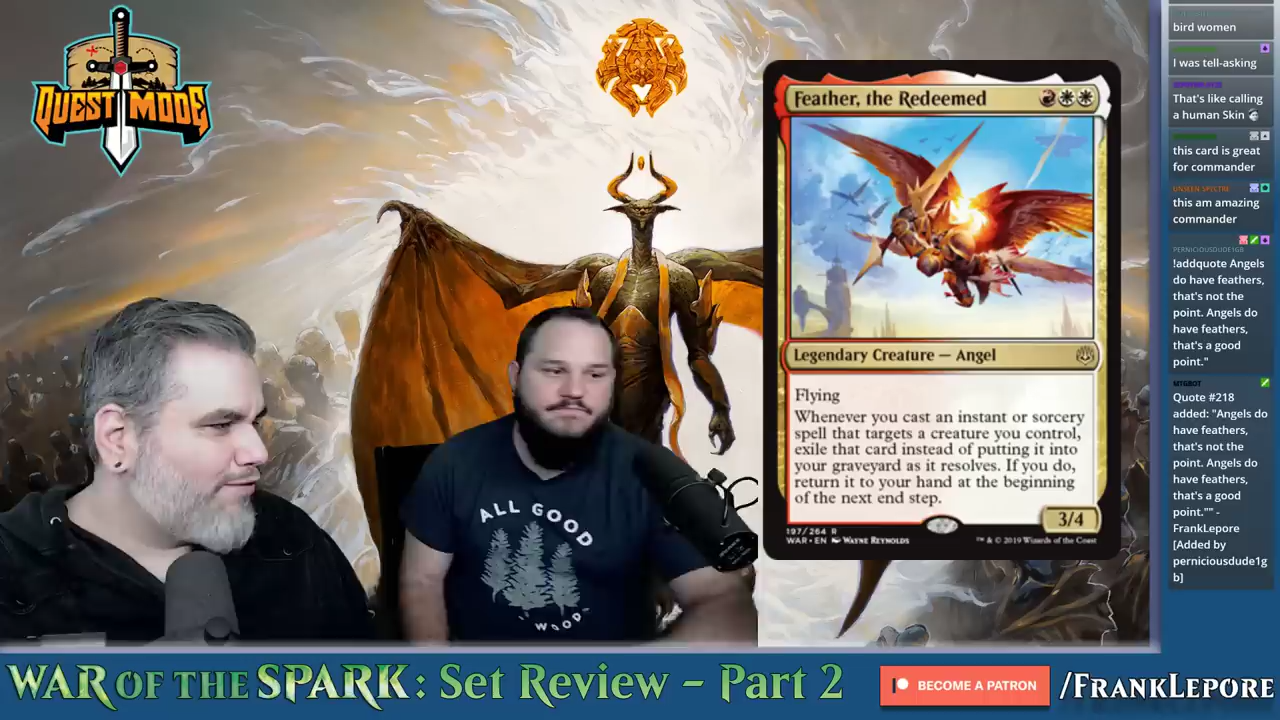 QUEST MODE
Feather, the Redeemed
Legendary Creature — Angel
Flying
Whenever you cast an instant or sorcery
spell that targets a creature you control,
exile that card instead of putting it into
your graveyard as it resolves. If you do,
return it to your hand at the beginning
of the next end step.
3/4
197/264 R
WAR • EN WAYNE REYNOLDS
™ & © 2019 Wizards of the Coast
ALL GOOD
WOOD
bird women
I was tell-asking
That's like calling
a human Skin
this card is great
for commander
UNSEEN SPECTRE
this am amazing
commander
PERNICIOUSDUDE1GB
!addquote Angels
do have feathers,
that's not the
point. Angels do
have feathers,
that's a good
point."
MTGBOT
Quote #218
added: "Angels do
have feathers,
that's not the
point. Angels do
have feathers,
that's a good
point."" -
FrankLepore
[Added by
perniciousdude1g
b]
WAR OF THE SPARK: Set Review - Part 2
BECOME A PATRON
/FRANKLEPORE